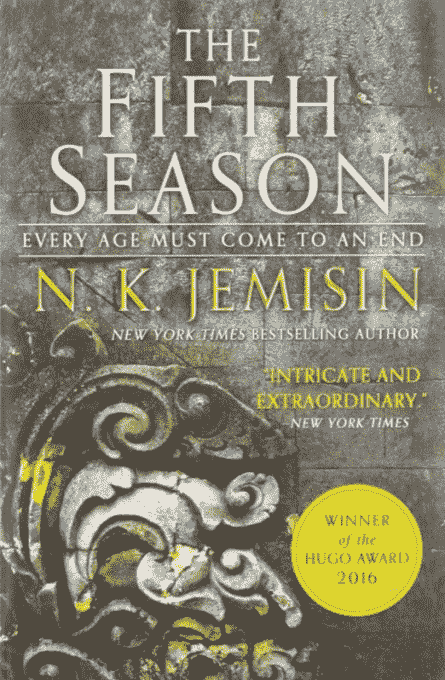 THE
FIFTH
SEASON
EVERY AGE MUST COME TO AN END
N. K. JEMISIN
NEW YORK TIMES BESTSELLING AUTHOR
"INTRICATE AND
EXTRAORDINARY."
NEW YORK TIMES
WINNER
of the
HUGO AWARD
2016